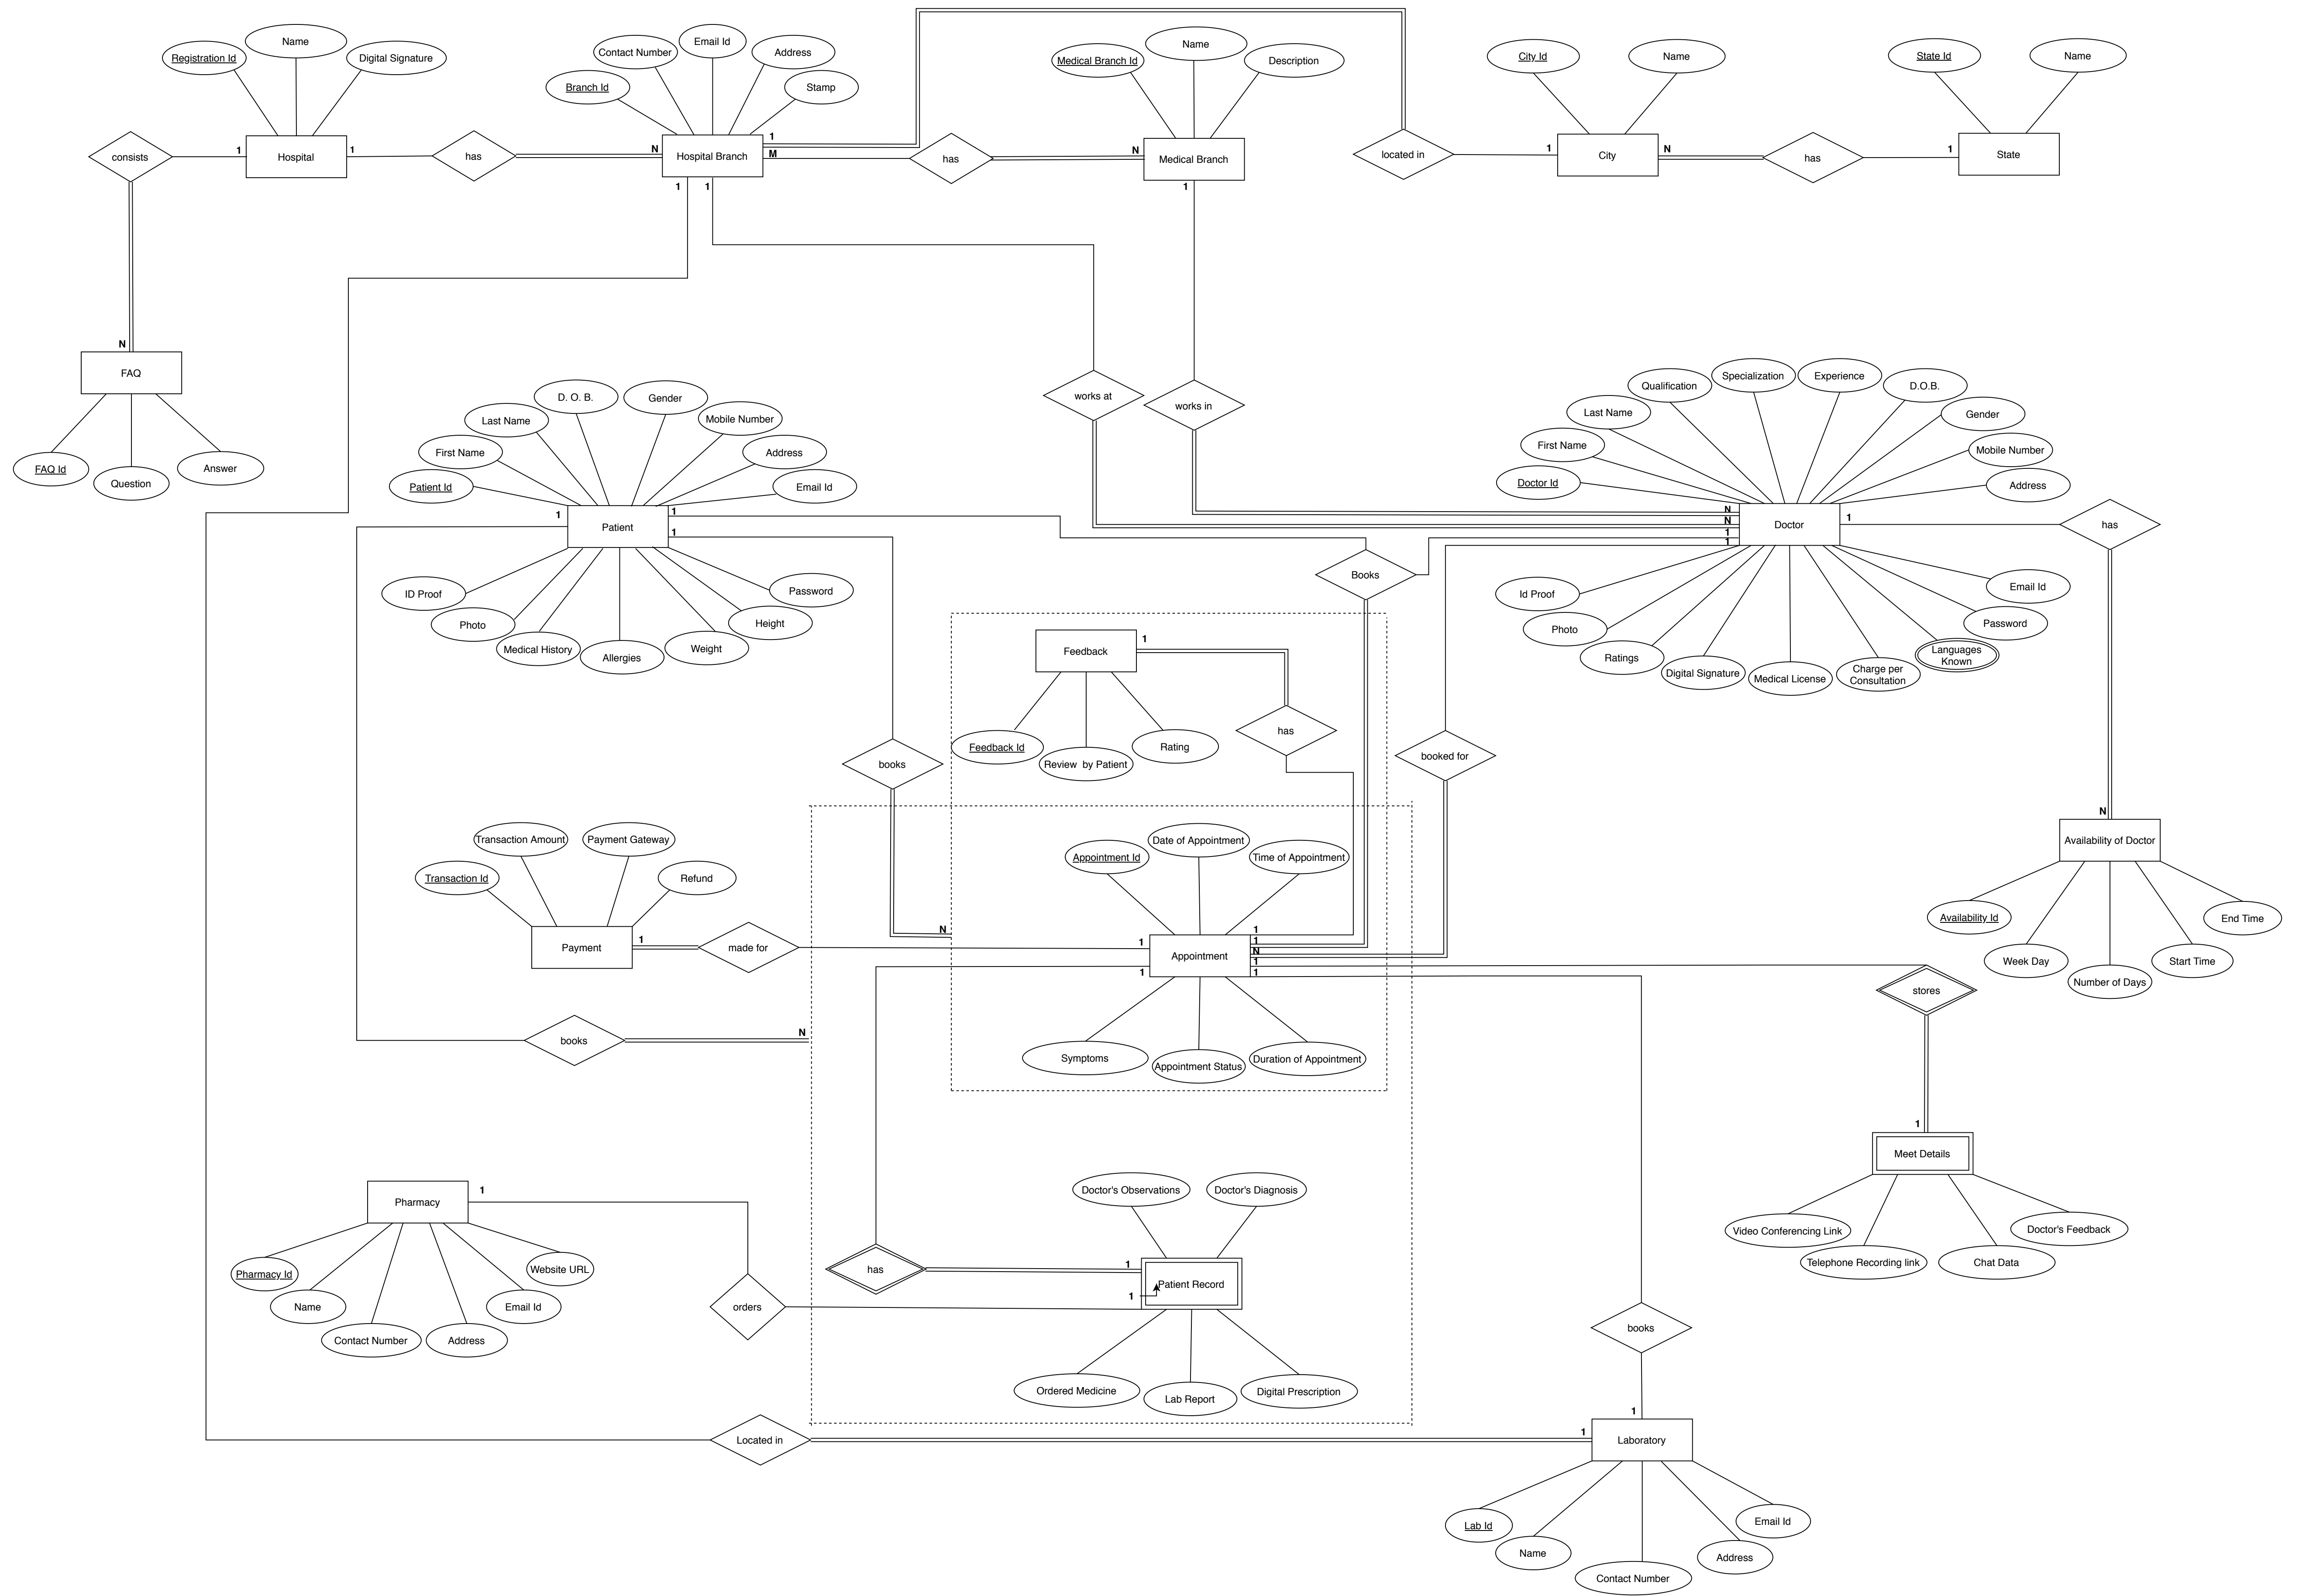 Registration Id
Name
Digital Signature
Branch Id
Contact Number
Email Id
Address
Stamp
Medical Branch Id
Name
Description
City Id
Name
State Id
Name
consists
1
Hospital
1
has
N
Hospital Branch
1
M
has
N
Medical Branch
located in
1
City
N
has
1
State
1
1
1
N
FAQ
FAQ Id
Question
Answer
works at
works in
Patient Id
First Name
Last Name
D. O. B.
Gender
Mobile Number
Address
Email Id
1
Patient
1
1
ID Proof
Photo
Medical History
Allergies
Weight
Height
Password
Doctor Id
First Name
Last Name
Qualification
Specialization
Experience
D.O.B.
Gender
Mobile Number
Address
N
N
1
1
Doctor
1
has
Books
Id Proof
Photo
Ratings
Digital Signature
Medical License
Charge per
Consultation
Languages
Known
Password
Email Id
Feedback
1
has
Feedback Id
Review by Patient
Rating
books
booked for
N
Availability of Doctor
Availability Id
Week Day
Number of Days
Start Time
End Time
Transaction Id
Transaction Amount
Payment Gateway
Refund
Payment
1
made for
N
1
1
Appointment Id
Date of Appointment
Time of Appointment
Appointment
1
1
N
1
1
Symptoms
Appointment Status
Duration of Appointment
books
N
stores
1
Meet Details
Video Conferencing Link
Telephone Recording link
Chat Data
Doctor's Feedback
Pharmacy
1
Pharmacy Id
Name
Contact Number
Address
Email Id
Website URL
has
orders
Doctor's Observations
Doctor's Diagnosis
1
1
Patient Record
Ordered Medicine
Lab Report
Digital Prescription
books
1
Located in
1
Laboratory
Lab Id
Name
Contact Number
Address
Email Id